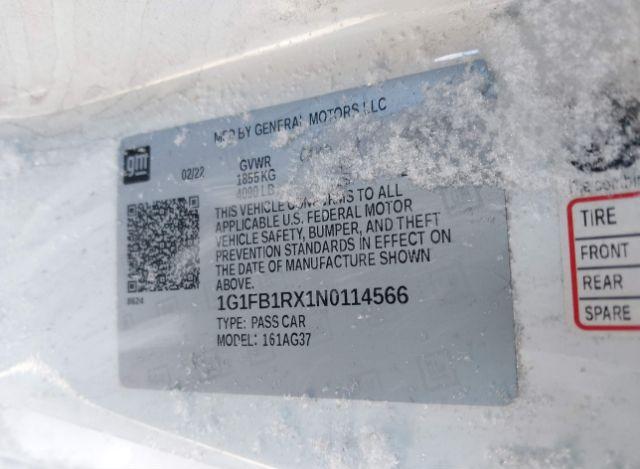 MFD BY GENERAL MOTORS LLC
gm
02/22
GVWR
1855 KG
4090 LB
THIS VEHICLE CONFORMS TO ALL
APPLICABLE U.S. FEDERAL MOTOR
VEHICLE SAFETY, BUMPER, AND THEFT
PREVENTION STANDARDS IN EFFECT ON
THE DATE OF MANUFACTURE SHOWN
ABOVE.
8624
1G1FB1RX1N0114566
TYPE: PASS CAR
MODEL: 161AG37
TIRE
FRONT
REAR
SPARE